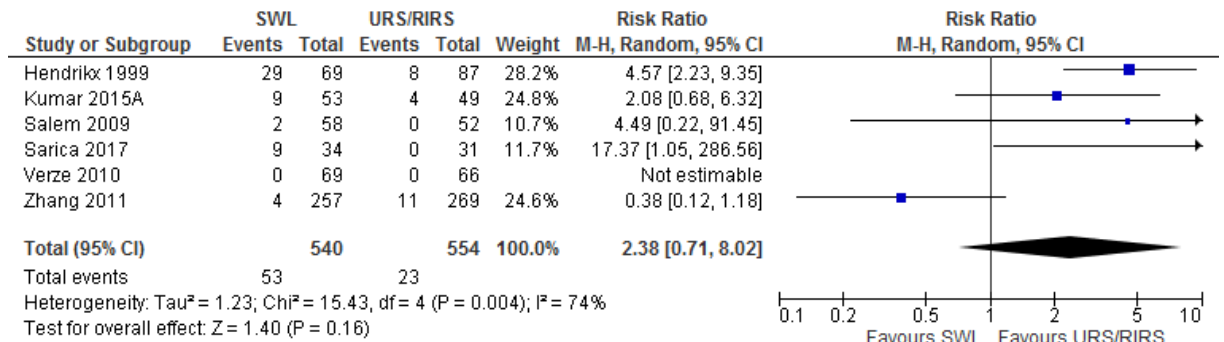 SWL URS/RIRS Risk Ratio Risk Ratio
Study or Subgroup Events Total Events Total Weight M-H, Random, 95% CI M-H, Random, 95% CI
Hendrikx 1999 29 69 8 87 28.2% 4.57 [2.23, 9.35]
Kumar 2015A 9 53 4 49 24.8% 2.08 [0.68, 6.32]
Salem 2009 2 58 0 52 10.7% 4.49 [0.22, 91.45]
Sarica 2017 9 34 0 31 11.7% 17.37 [1.05, 286.56]
Verze 2010 0 69 0 66 Not estimable
Zhang 2011 4 257 11 269 24.6% 0.38 [0.12, 1.18]
Total (95% CI) 540 554 100.0% 2.38 [0.71, 8.02]
Total events 53 23
Heterogeneity: Tau² = 1.23; Chi² = 15.43, df = 4 (P = 0.004); I² = 74%
Test for overall effect: Z = 1.40 (P = 0.16)
0.1 0.2 0.5 1 2 5 10
Favours SWL Favours URS/RIRS